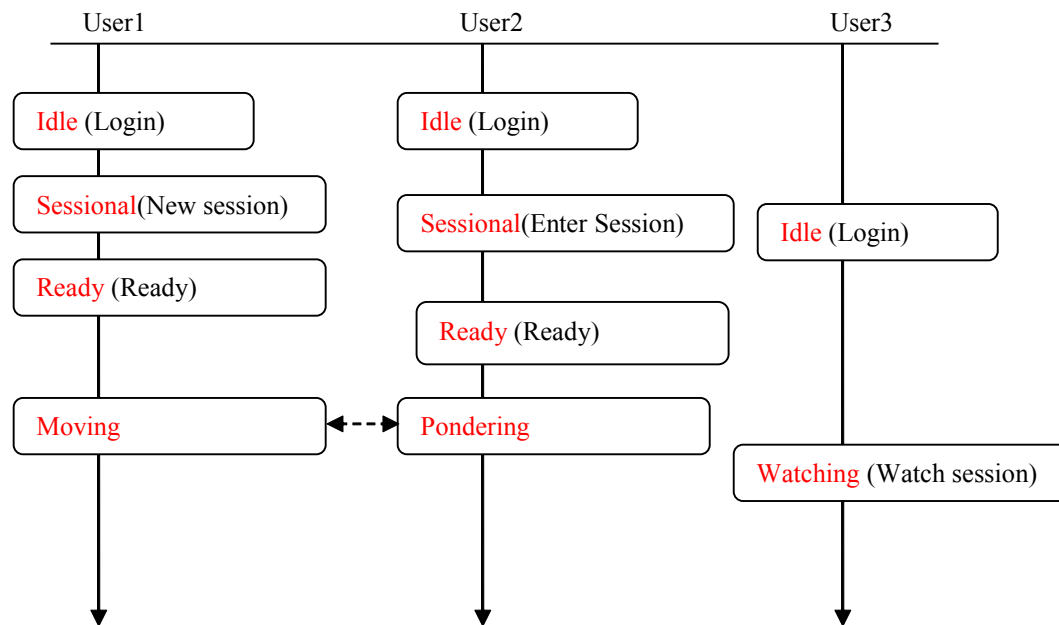 User1
User2
User3
Idle (Login)
Idle (Login)
Sessional(New session)
Sessional(Enter Session)
Idle (Login)
Ready (Ready)
Ready (Ready)
Moving
Pondering
Watching (Watch session)